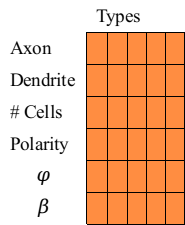 Types
Axon
Dendrite
# Cells
Polarity
φ
β